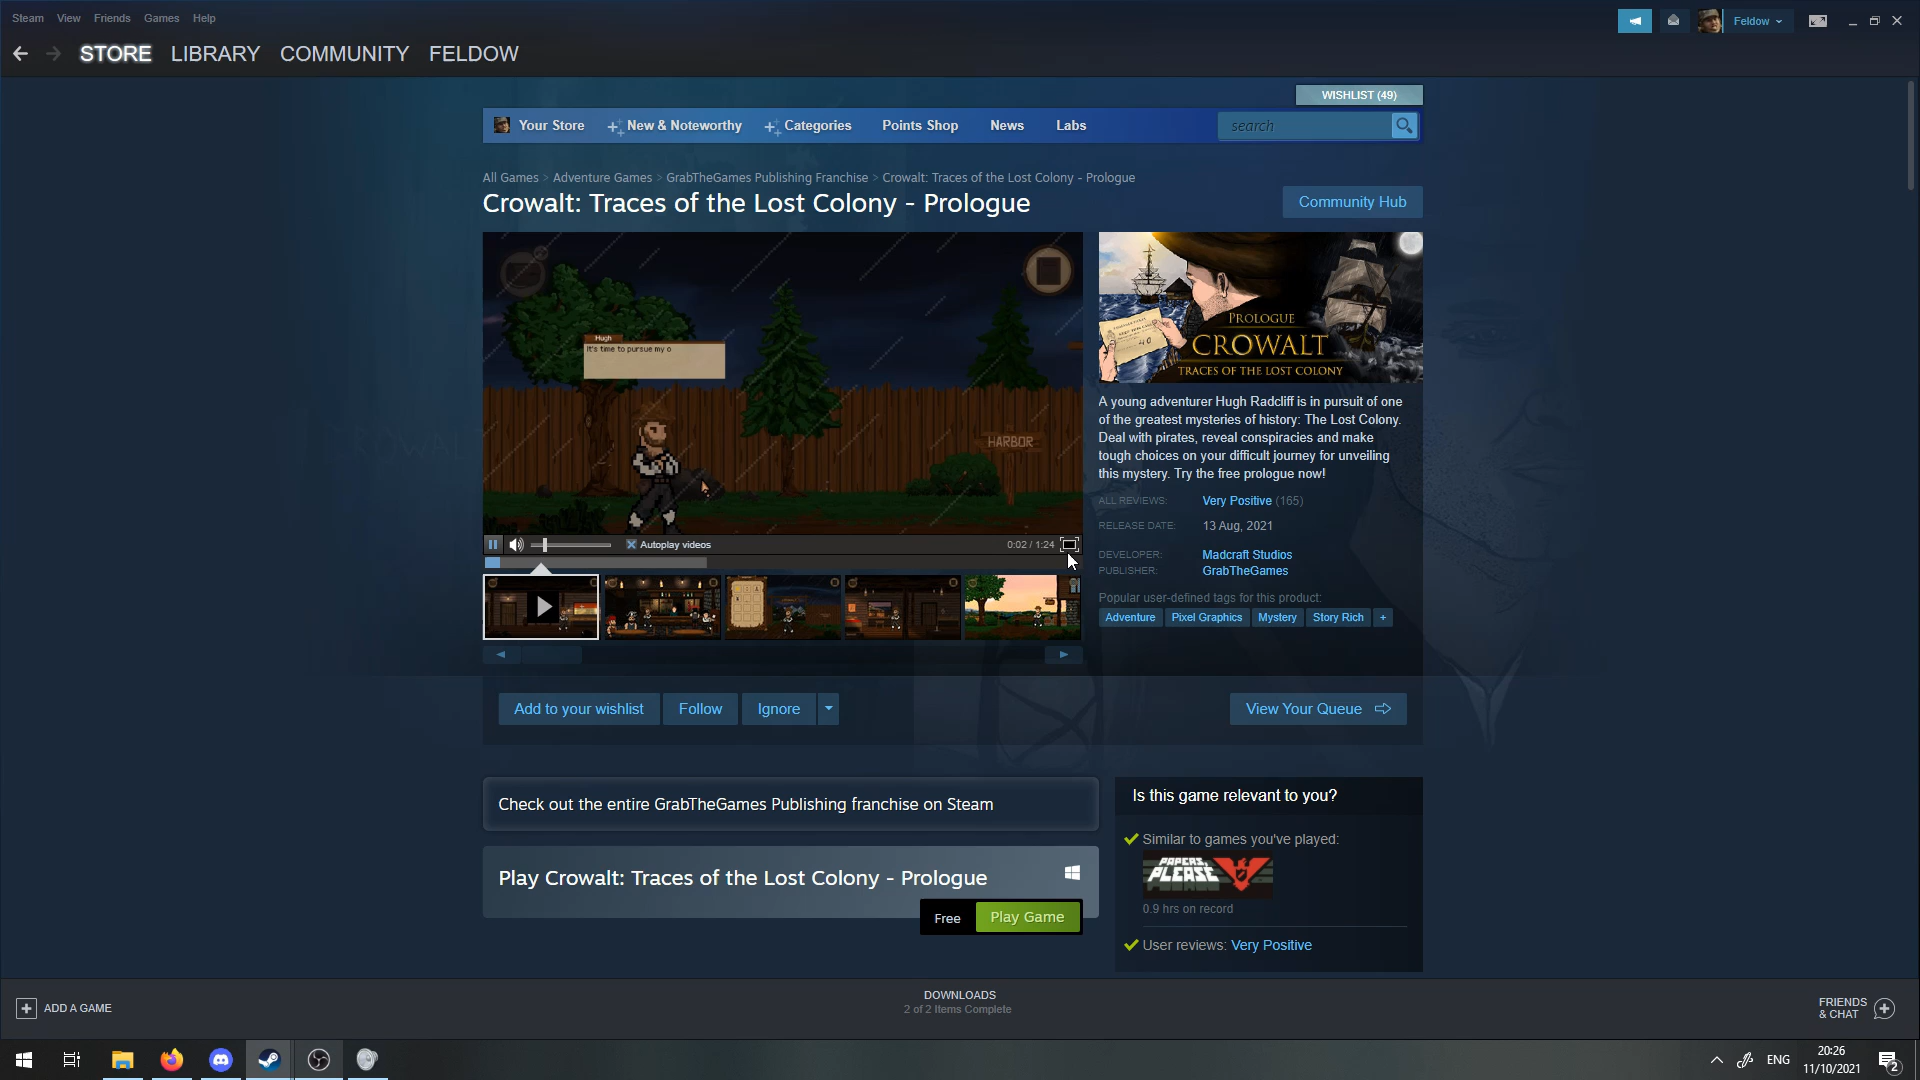 Steam View Friends Games Help
Feldow
STORE LIBRARY COMMUNITY FELDOW
WISHLIST (49)
Your Store New & Noteworthy Categories Points Shop News Labs search
All Games > Adventure Games > GrabTheGames Publishing Franchise > Crowalt: Traces of the Lost Colony - Prologue
Crowalt: Traces of the Lost Colony - Prologue
Community Hub
Hugh
It's time to pursue my o
HARBOR
Autoplay videos 0:02 / 1:24
PROLOGUE
CROWALT
TRACES OF THE LOST COLONY
A young adventurer Hugh Radcliff is in pursuit of one
of the greatest mysteries of history: The Lost Colony.
Deal with pirates, reveal conspiracies and make
tough choices on your difficult journey for unveiling
this mystery. Try the free prologue now!
ALL REVIEWS: Very Positive (165)
RELEASE DATE: 13 Aug, 2021
DEVELOPER: Madcraft Studios
PUBLISHER: GrabTheGames
Popular user-defined tags for this product:
Adventure Pixel Graphics Mystery Story Rich +
Add to your wishlist Follow Ignore
View Your Queue
Check out the entire GrabTheGames Publishing franchise on Steam
Play Crowalt: Traces of the Lost Colony - Prologue
Free Play Game
Is this game relevant to you?
Similar to games you've played:
PAPERS,
PLEASE
0.9 hrs on record
User reviews: Very Positive
ADD A GAME
DOWNLOADS
2 of 2 Items Complete
FRIENDS
& CHAT
ENG
20:26
11/10/2021
2